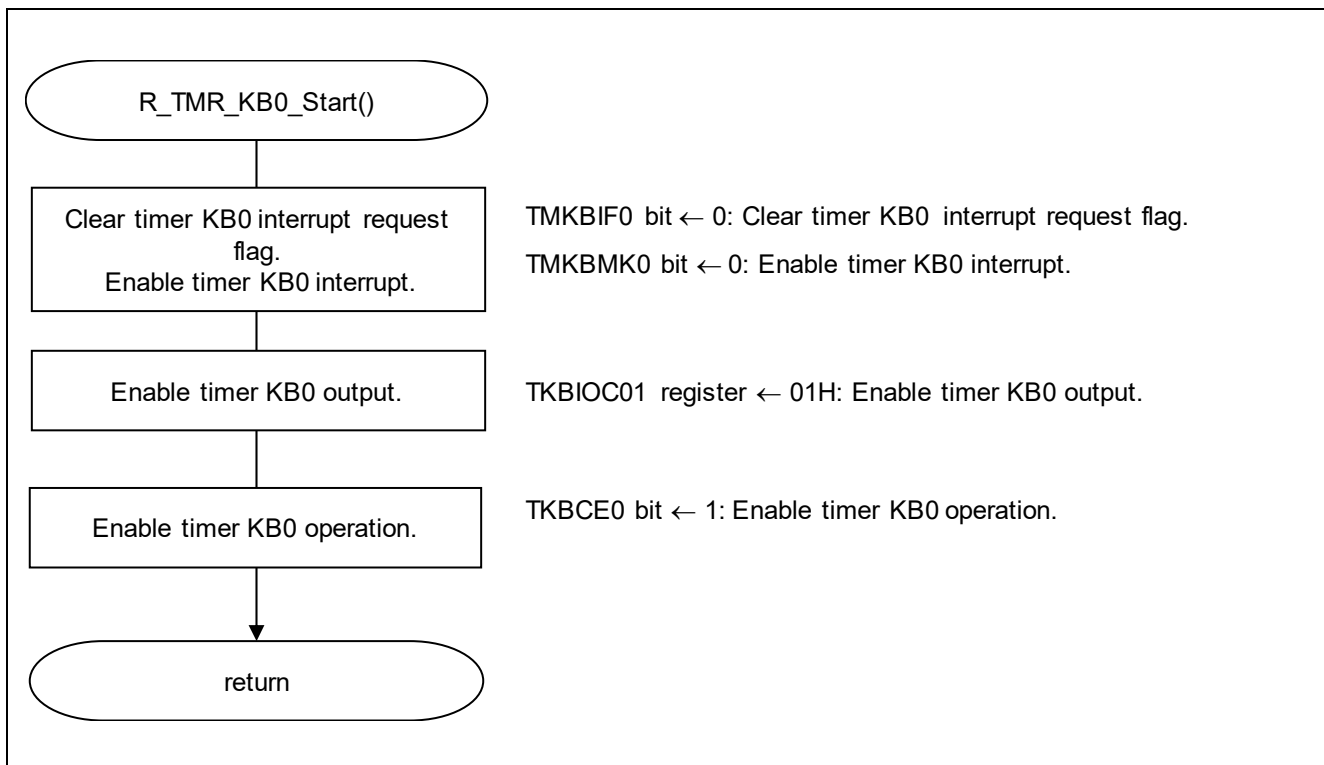 R_TMR_KB0_Start()
Clear timer KB0 interrupt request
flag.
Enable timer KB0 interrupt.
TMKBIF0 bit ← 0: Clear timer KB0 interrupt request flag.
TMKBMK0 bit ← 0: Enable timer KB0 interrupt.
Enable timer KB0 output.
TKBIOC01 register ← 01H: Enable timer KB0 output.
Enable timer KB0 operation.
TKBCE0 bit ← 1: Enable timer KB0 operation.
return